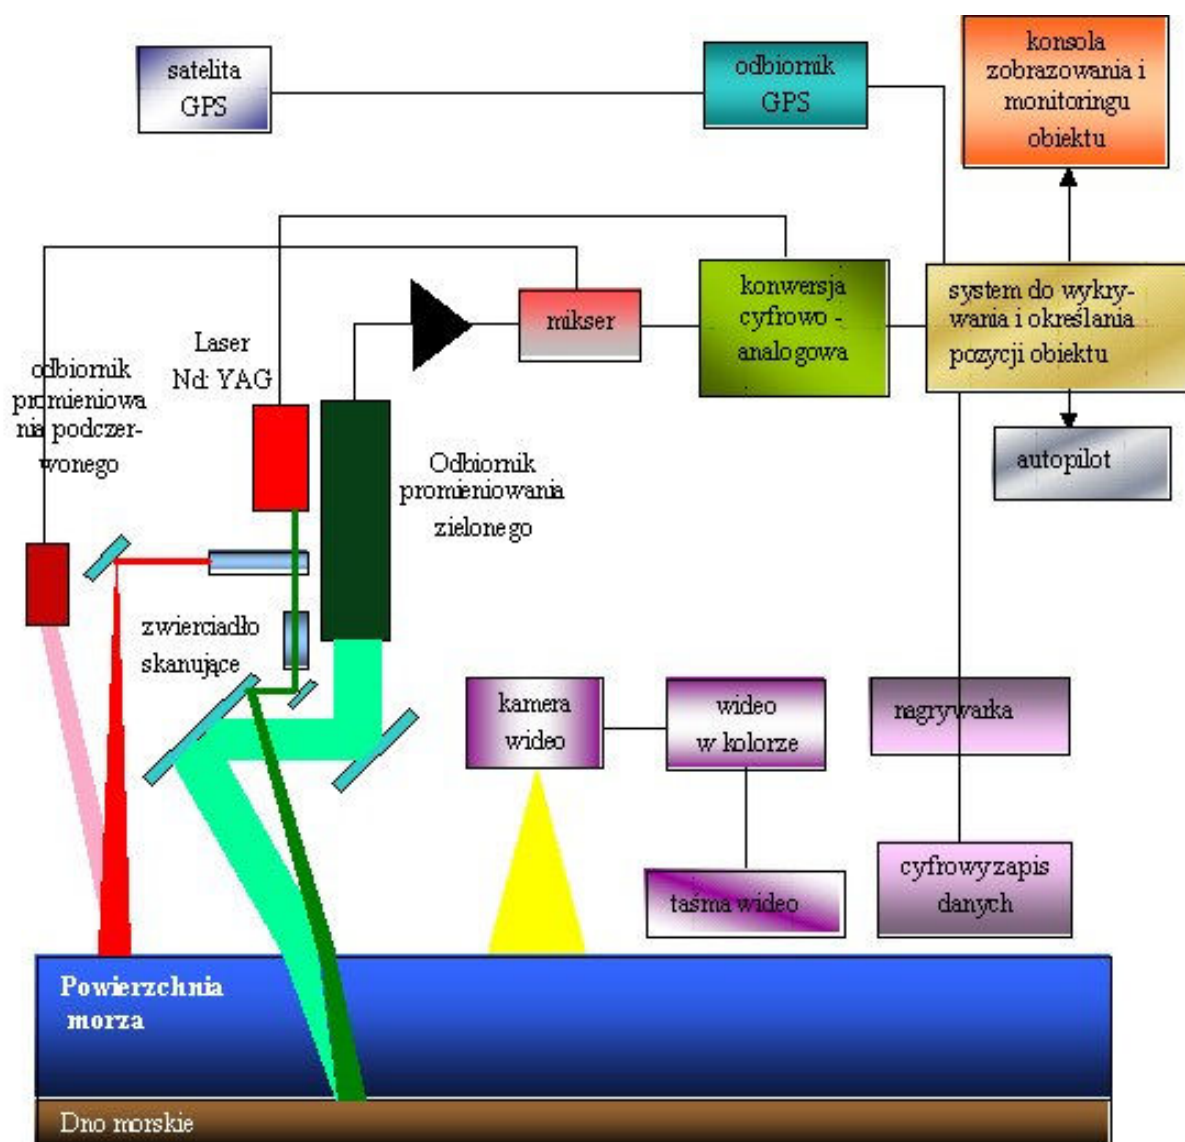 satelita
GPS
odbiornik
GPS
konsola
zobrazowania i
monitoringu
obiektu
odbiornik
promieniowa
nia podczer-
wonego
Laser
Nd: YAG
mikser
konwersja
cyfrowo -
analogowa
system do wykry-
wania i określania
pozycji obiektu
autopilot
Odbiornik
promieniowania
zielonego
zwierciadło
skanujące
kamera
wideo
wideo
w kolorze
nagrywarka
taśma wideo
cyfrowy zapis
danych
Powierzchnia
morza
Dno morskie